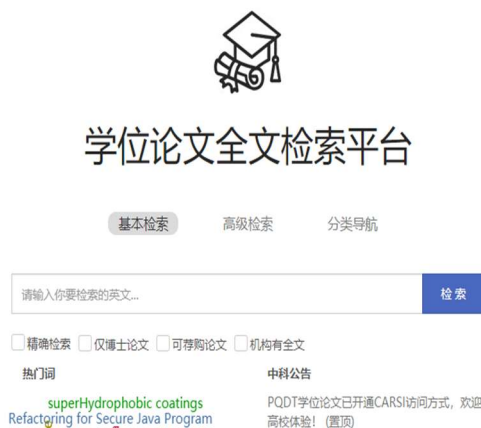 学位论文全文检索平台
基本检索 高级检索 分类导航
请输入你要检索的英文... 检 索
精确检索 仅博士论文 可荐购论文 机构有全文
热门词 中科公告
superHydrophobic coatings
Refactoring for Secure Java Program
PQDT学位论文已开通CARSI访问方式，欢迎
高校体验！ (置顶)